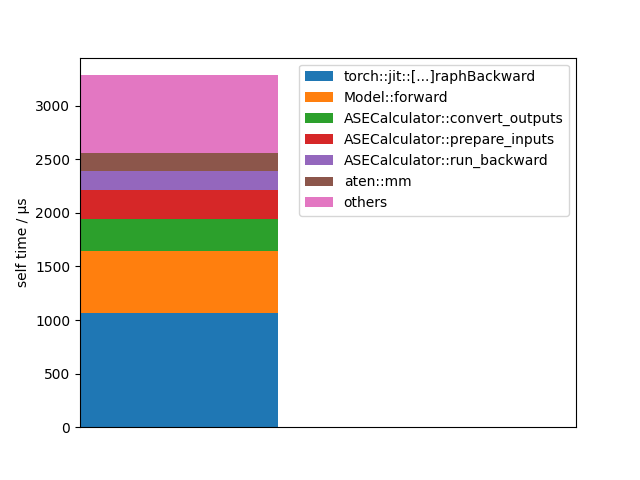 torch::jit::[...]raphBackward
Model::forward
ASECalculator::convert_outputs
ASECalculator::prepare_inputs
ASECalculator::run_backward
aten::mm
others
3000
2500
2000
1500
1000
500
0
self time / µs